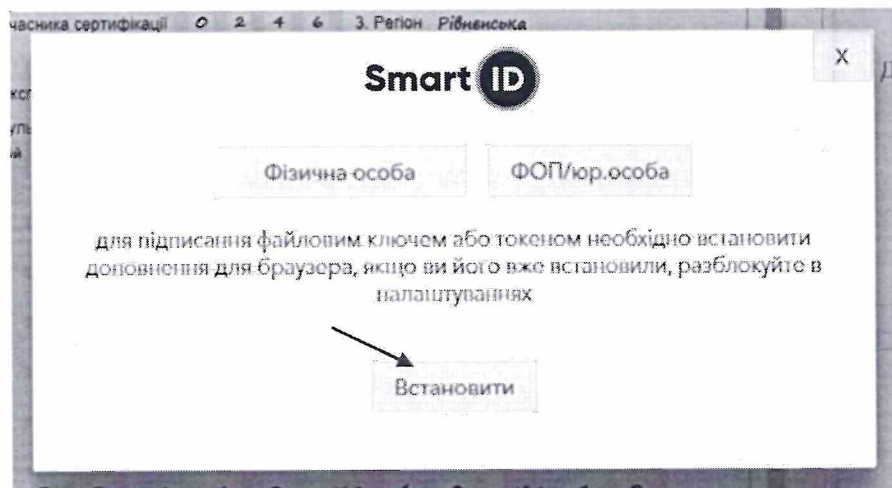 часника сертифікації 0 2 4 6 3. Регіон Рівненська
Smart ID
X
Фізична особа ФОП/юр.особа
для підписання файловим ключем або токеном необхідно встановити
доповнення для браузера, якщо ви його вже встановили, разблокуйте в
налаштуваннях
Встановити